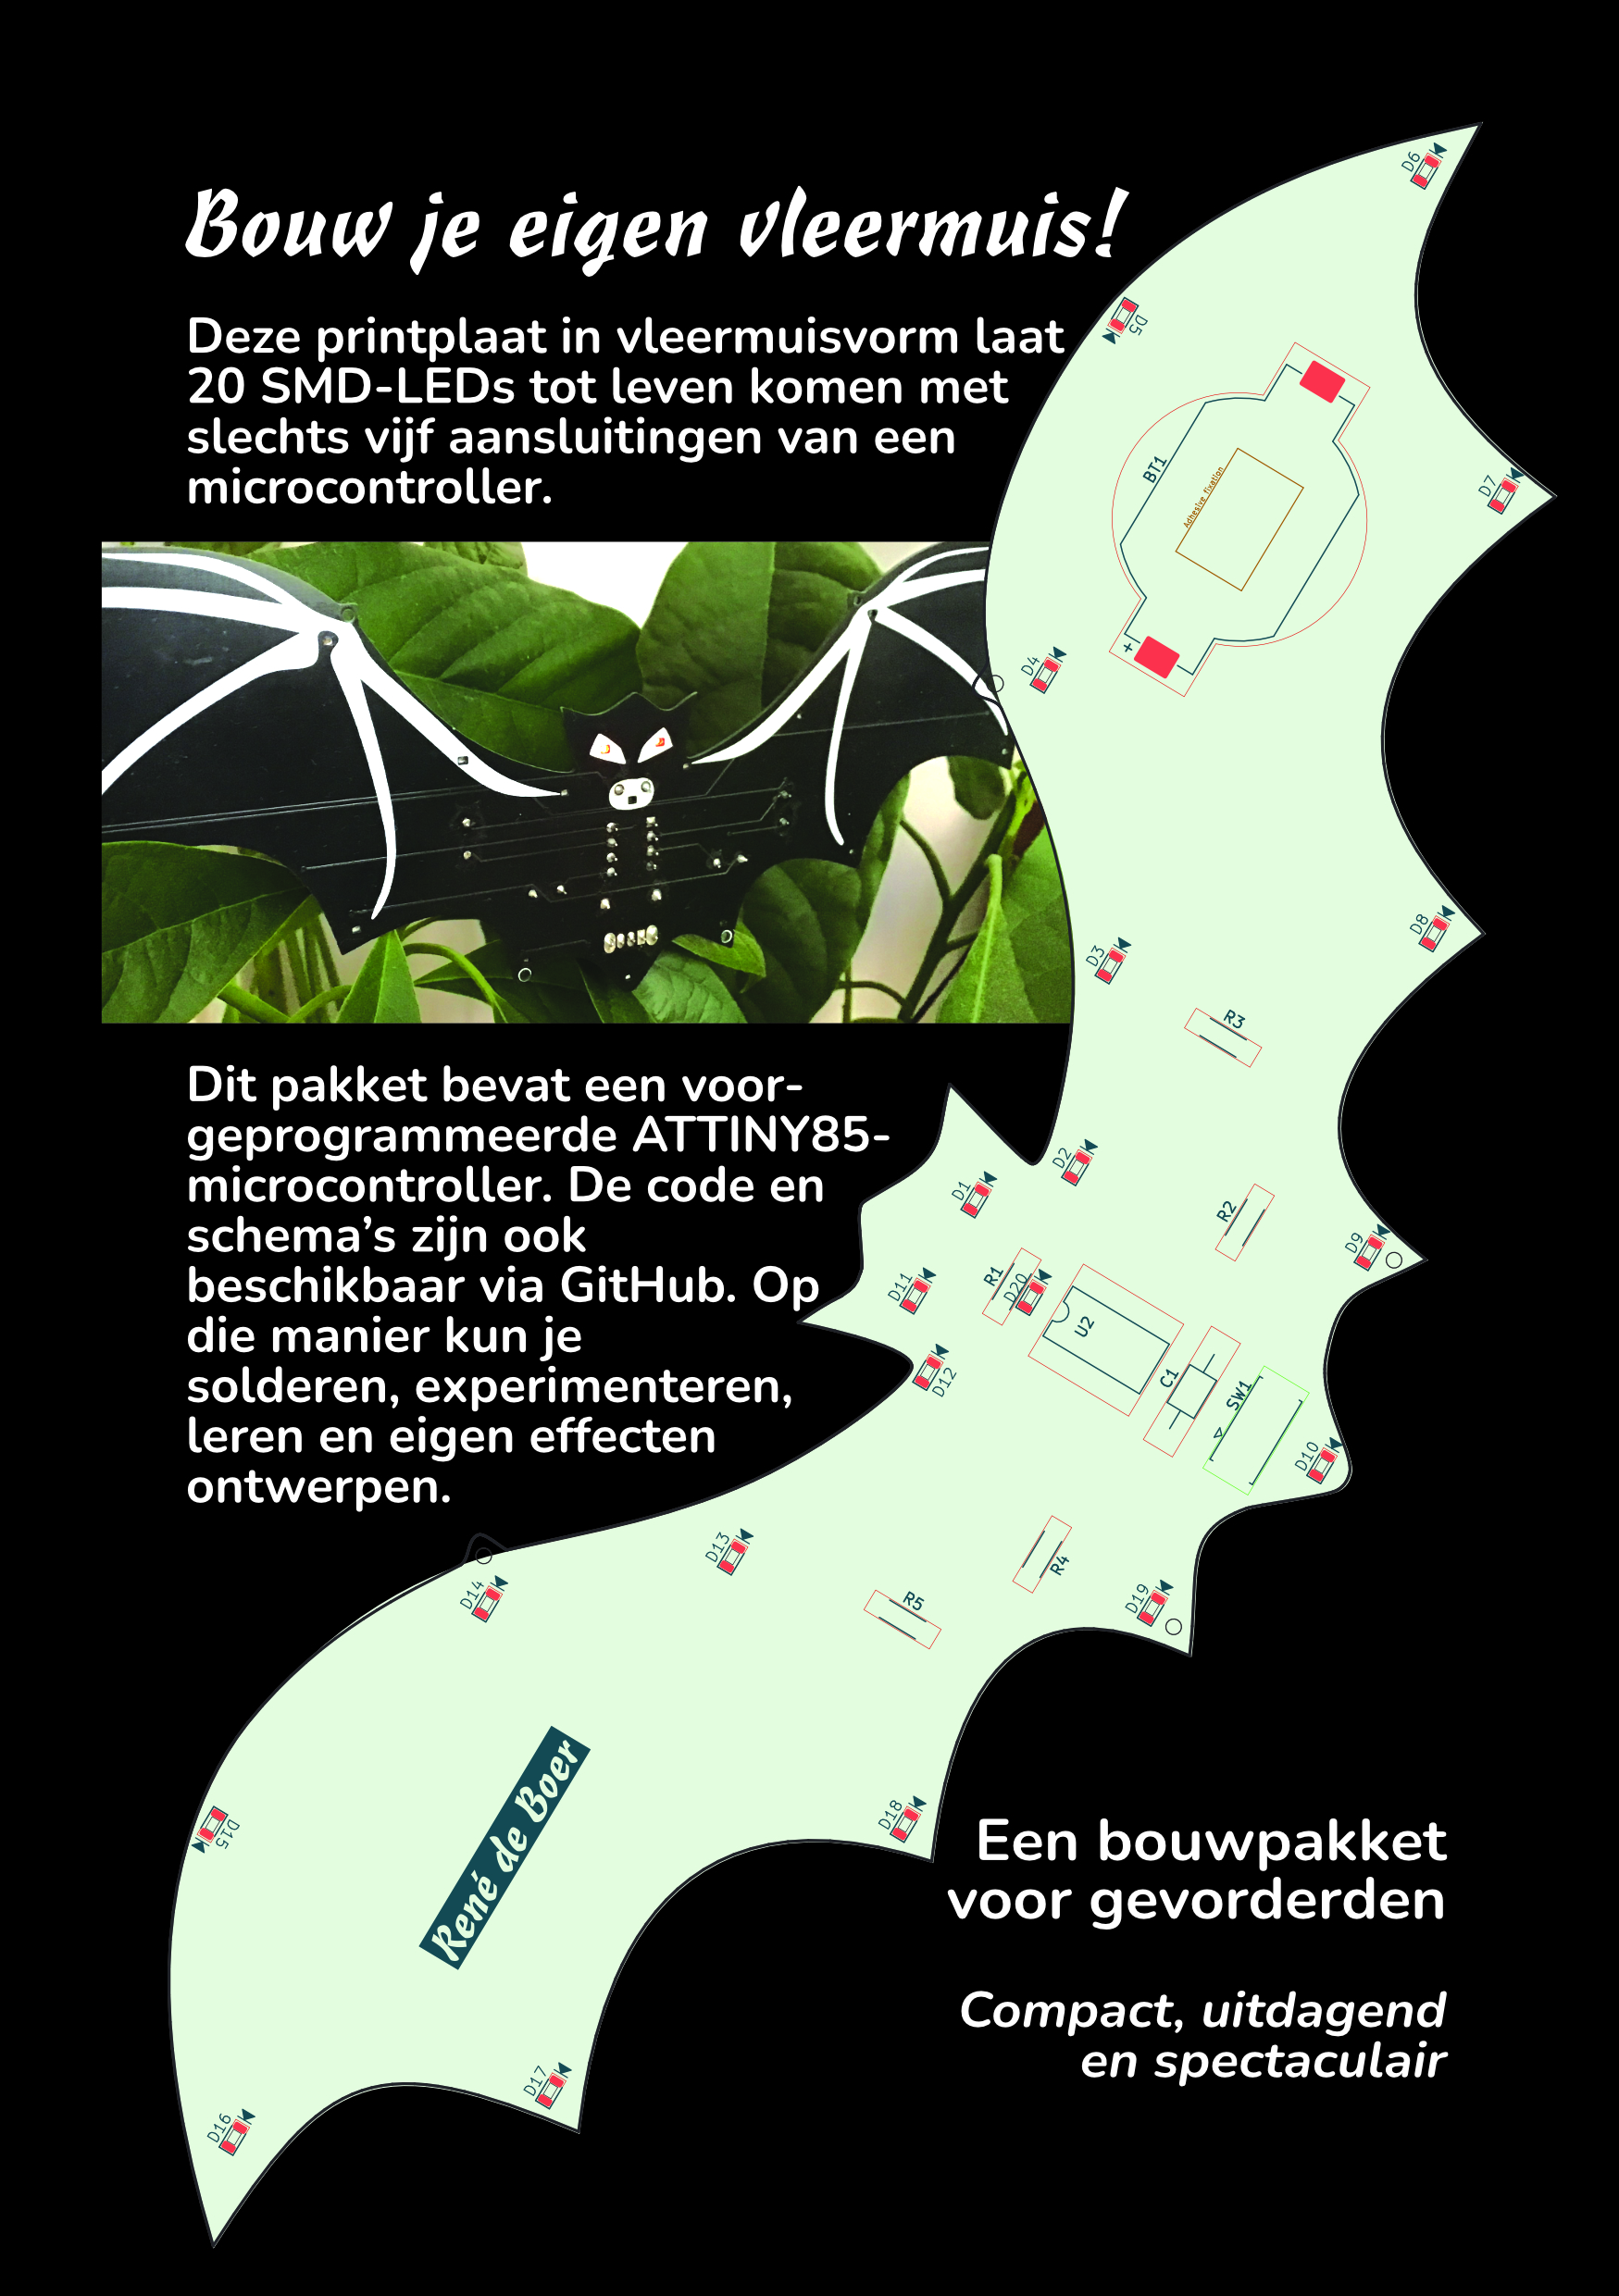 Bouw je eigen vleermuis!
Deze printplaat in vleermuisvorm laat
20 SMD-LEDs tot leven komen met
slechts vijf aansluitingen van een
microcontroller.
D6
D5
BT1
Adhesive fixation
+
D7
D4
D3
D8
R3
Dit pakket bevat een voor-
geprogrammeerde ATTINY85-
microcontroller. De code en
schema's zijn ook
beschikbaar via GitHub. Op
die manier kun je
solderen, experimenteren,
leren en eigen effecten
ontwerpen.
D2
D1
R2
D9
R1
D20
D11
U2
D12
C1
SW1
D10
D13
D14
R4
R5
D19
D15
René de Boer
D18
D17
D16
Een bouwpakket
voor gevorderden
Compact, uitdagend
en spectaculair